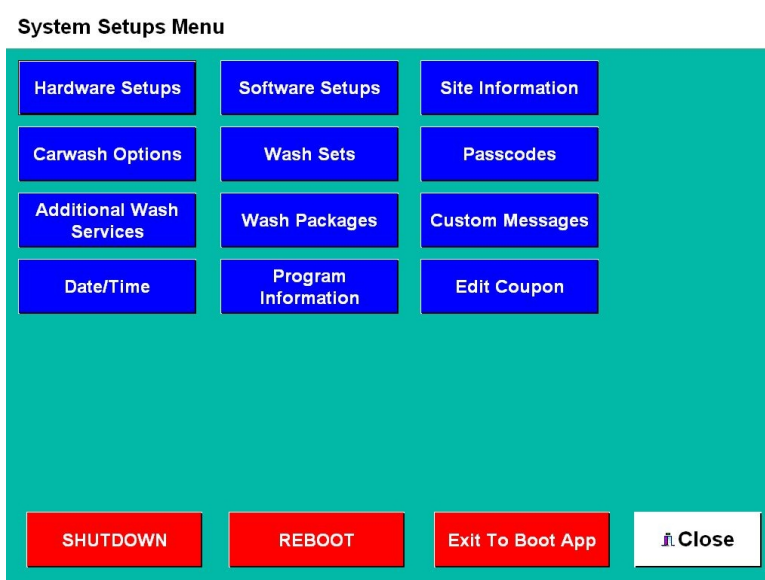 System Setups Menu
Hardware Setups
Software Setups
Site Information
Carwash Options
Wash Sets
Passcodes
Additional Wash
Services
Wash Packages
Custom Messages
Date/Time
Program
Information
Edit Coupon
SHUTDOWN
REBOOT
Exit To Boot App
Close